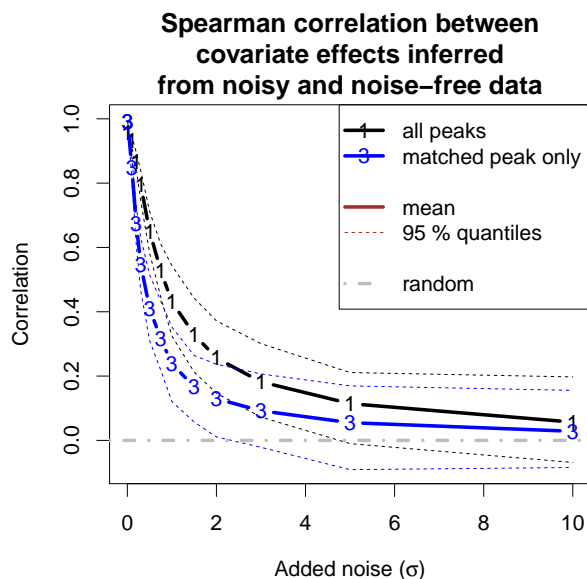 Spearman correlation between
covariate effects inferred
from noisy and noise−free data
1 all peaks
3 matched peak only
mean
95 % quantiles
random
Correlation
1.0
0.8
0.6
0.4
0.2
0.0
0 2 4 6 8 10
Added noise (σ)